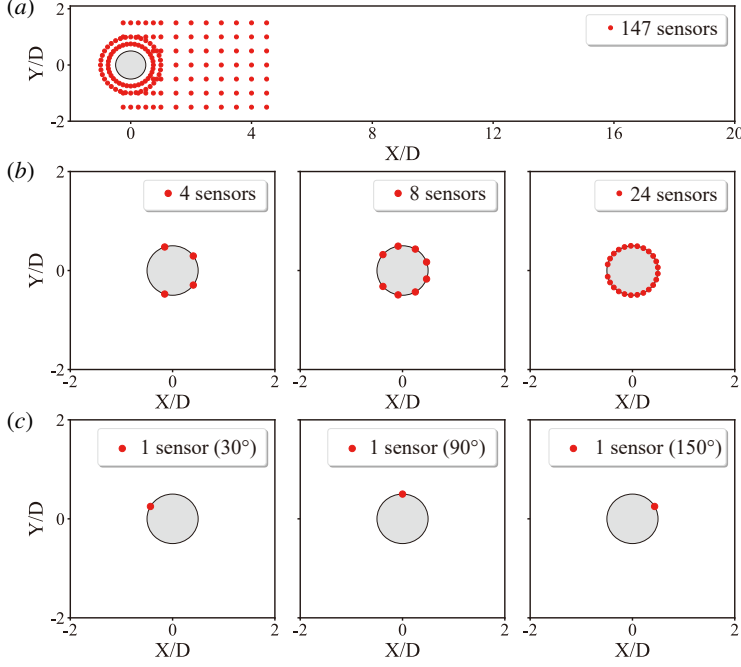 (a)
2
0
-2
Y/D
147 sensors
0
4
8
12
16
20
X/D
(b)
2
0
-2
Y/D
4 sensors
8 sensors
24 sensors
-2
0
2
-2
0
2
-2
0
2
X/D
X/D
X/D
(c)
2
0
-2
Y/D
1 sensor (30°)
1 sensor (90°)
1 sensor (150°)
-2
0
2
-2
0
2
-2
0
2
X/D
X/D
X/D